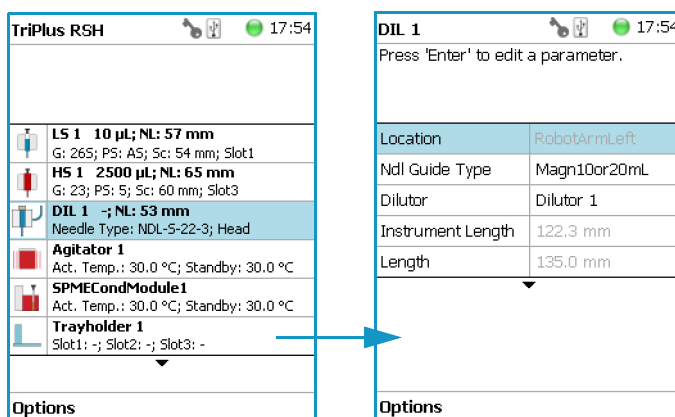 TriPlus RSH 17:54
LS 1 10 µL; NL: 57 mm
G: 26S; PS: AS; Sc: 54 mm; Slot1
HS 1 2500 µL; NL: 65 mm
G: 23; PS: 5; Sc: 60 mm; Slot3
DIL 1 -; NL: 53 mm
Needle Type: NDL-S-22-3; Head
Agitator 1
Act. Temp.: 30.0 °C; Standby: 30.0 °C
SPMECondModule1
Act. Temp.: 30.0 °C; Standby: 30.0 °C
Trayholder 1
Slot1: -; Slot2: -; Slot3: -
Options
DIL 1 17:54
Press 'Enter' to edit a parameter.
Location RobotArmLeft
Ndl Guide Type Magn10or20mL
Dilutor Dilutor 1
Instrument Length 122.3 mm
Length 135.0 mm
Options